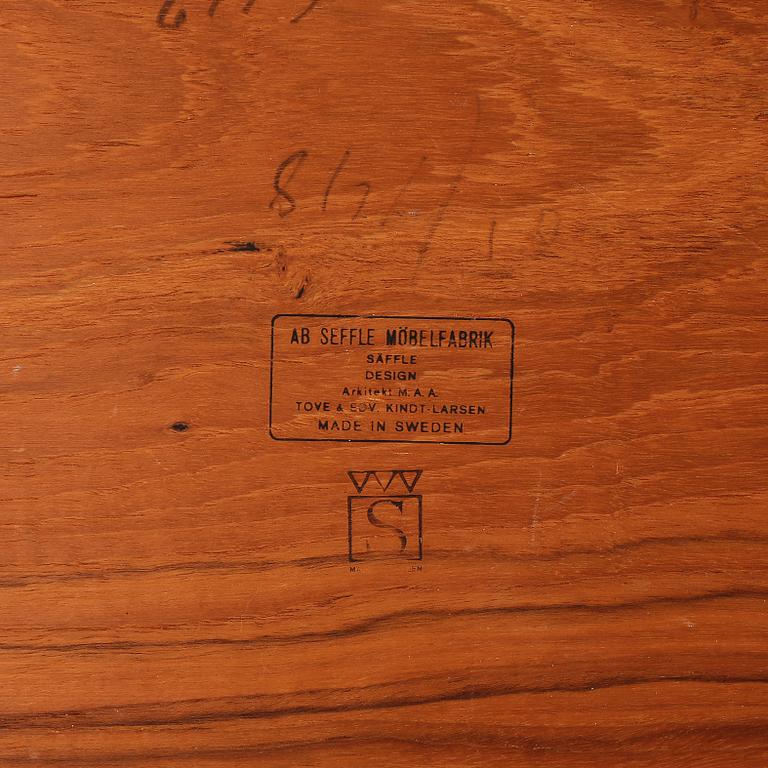 AB SEFFLE MÖBELFABRIK
SÄFFLE
DESIGN
Arkitekt M.A.A.
TOVE & EDV. KINDT-LARSEN
MADE IN SWEDEN
S